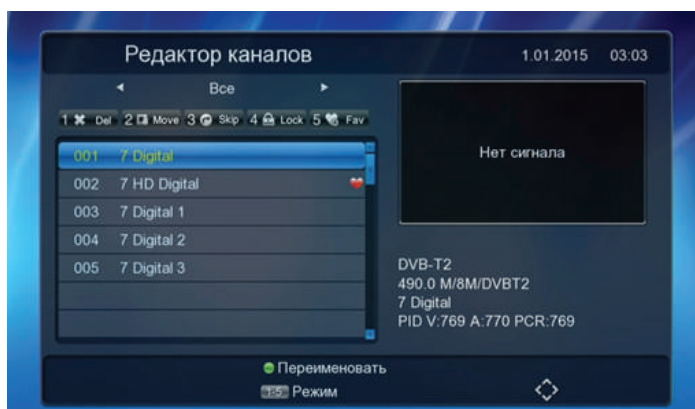 Редактор каналов 1.01.2015 03:03
Все
1 Del 2 Move 3 Skip 4 Lock 5 Fav
001 7 Digital
002 7 HD Digital
003 7 Digital 1
004 7 Digital 2
005 7 Digital 3
Нет сигнала
DVB-T2
490.0 M/8M/DVBT2
7 Digital
PID V:769 A:770 PCR:769
Переименовать
1-5 Режим